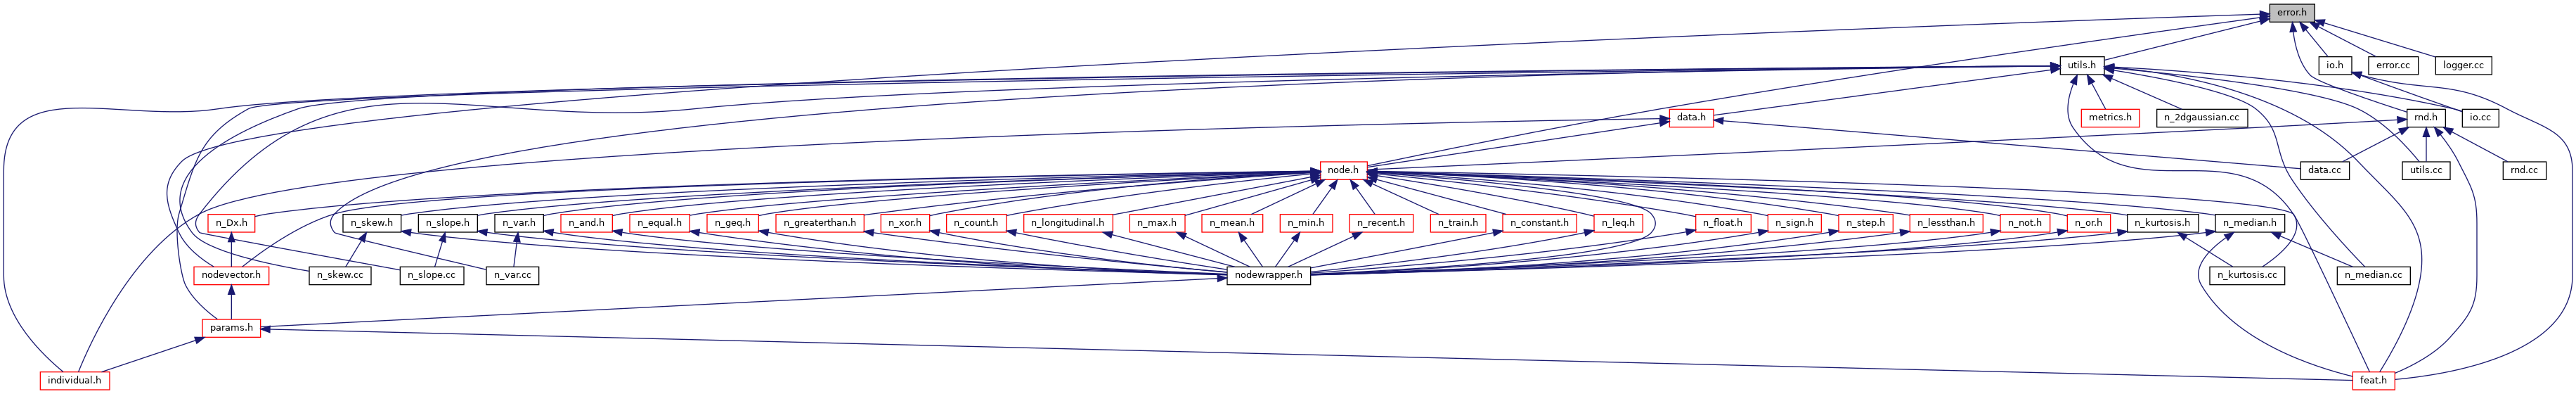 error.h
utils.h
io.h
error.cc
logger.cc
data.h
metrics.h
n_2dgaussian.cc
rnd.h
io.cc
node.h
data.cc
utils.cc
rnd.cc
n_Dx.h
n_skew.h
n_slope.h
n_var.h
n_and.h
n_equal.h
n_geq.h
n_greaterthan.h
n_xor.h
n_count.h
n_longitudinal.h
n_max.h
n_mean.h
n_min.h
n_recent.h
n_train.h
n_constant.h
n_leq.h
n_float.h
n_sign.h
n_step.h
n_lessthan.h
n_not.h
n_or.h
n_kurtosis.h
n_median.h
nodevector.h
n_skew.cc
n_slope.cc
n_var.cc
nodewrapper.h
n_kurtosis.cc
n_median.cc
params.h
individual.h
feat.h